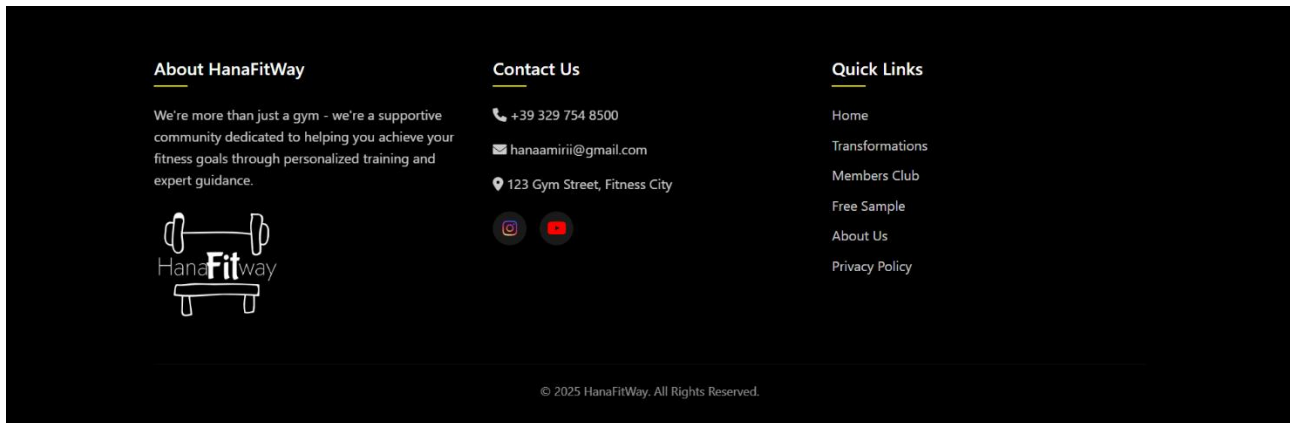 About HanaFitWay
We're more than just a gym - we're a supportive
community dedicated to helping you achieve your
fitness goals through personalized training and
expert guidance.
HanaFitway
Contact Us
+39 329 754 8500
hanaamirii@gmail.com
123 Gym Street, Fitness City
Quick Links
Home
Transformations
Members Club
Free Sample
About Us
Privacy Policy
© 2025 HanaFitWay. All Rights Reserved.